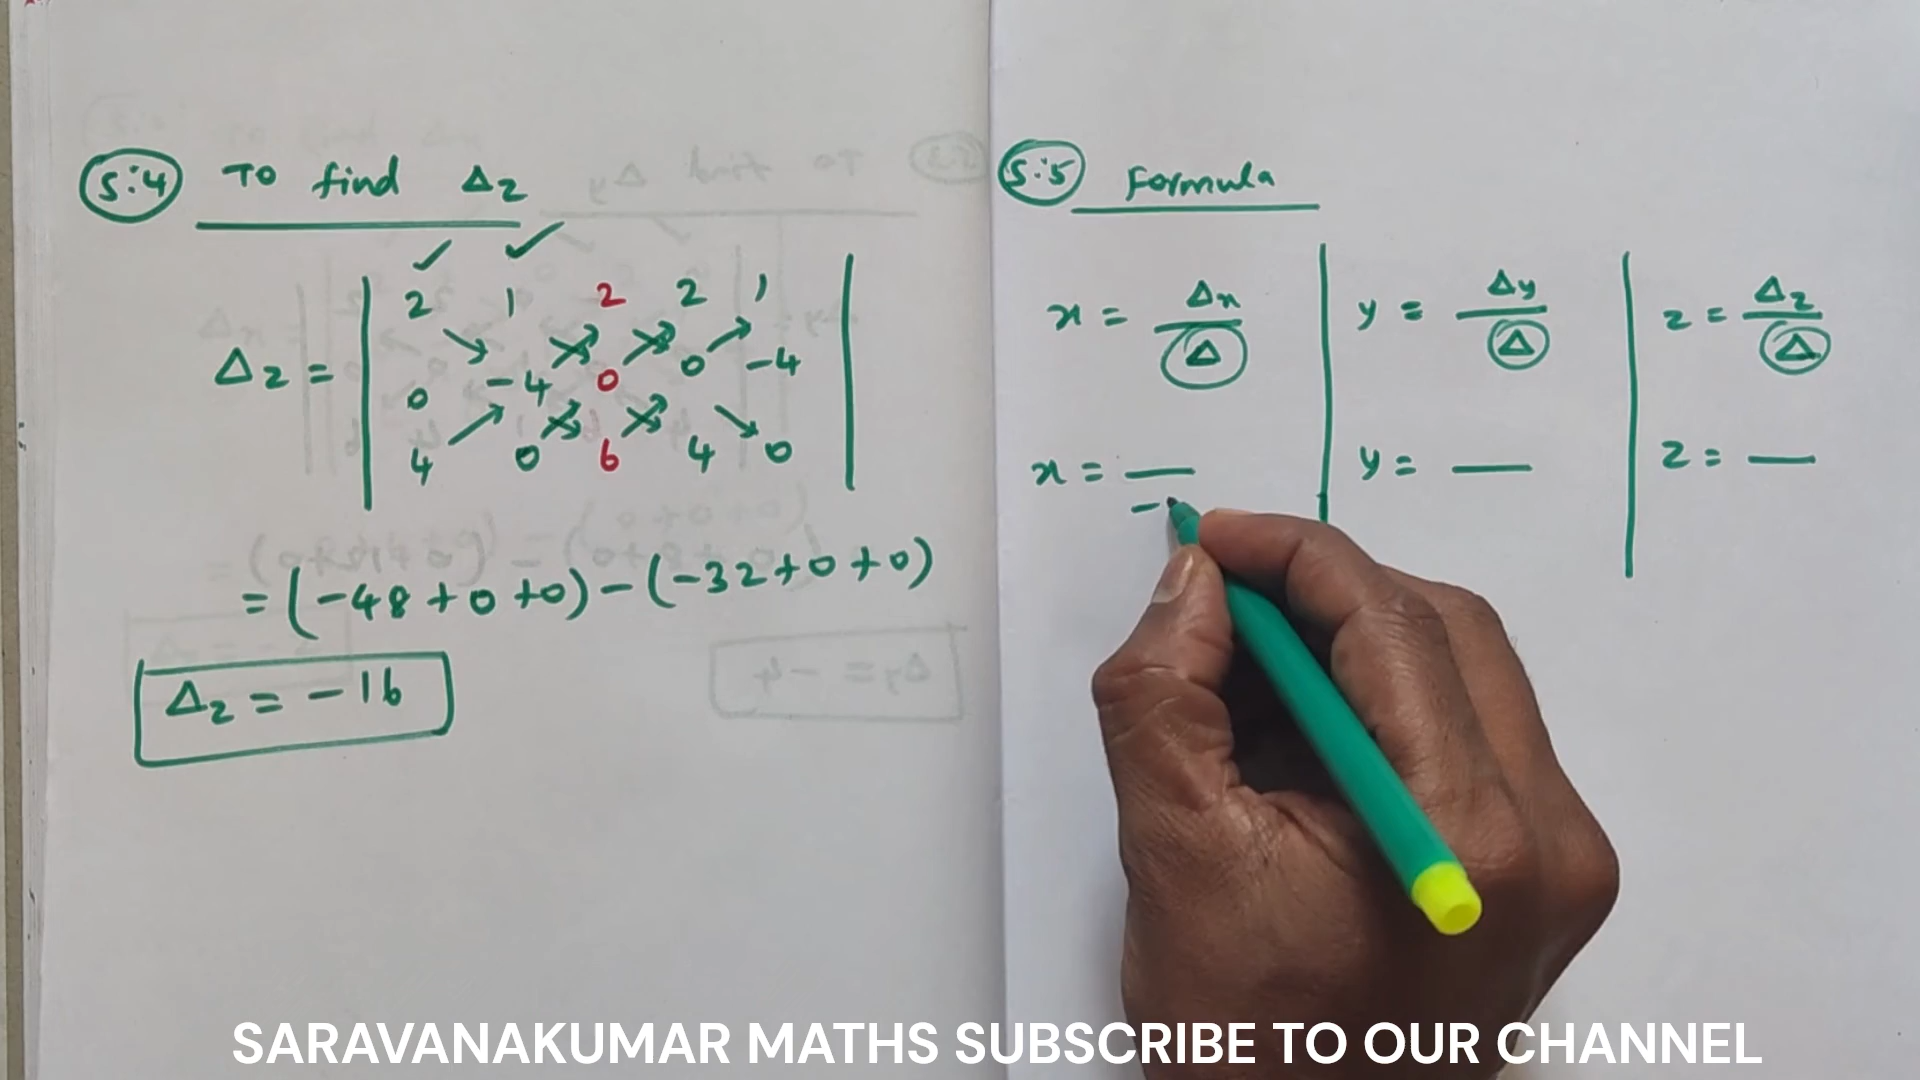 S:4 To find Δz
Δz = | 2 1 2 2 1
0 -4 0 0 -4
4 0 6 4 0 |
= (-48+0+0)-(-32+0+0)
Δz = -16
S:5 Formula
x = Δx/Δ | y = Δy/Δ | z = Δz/Δ
x = — | y = — | z = —
-
SARAVANAKUMAR MATHS SUBSCRIBE TO OUR CHANNEL